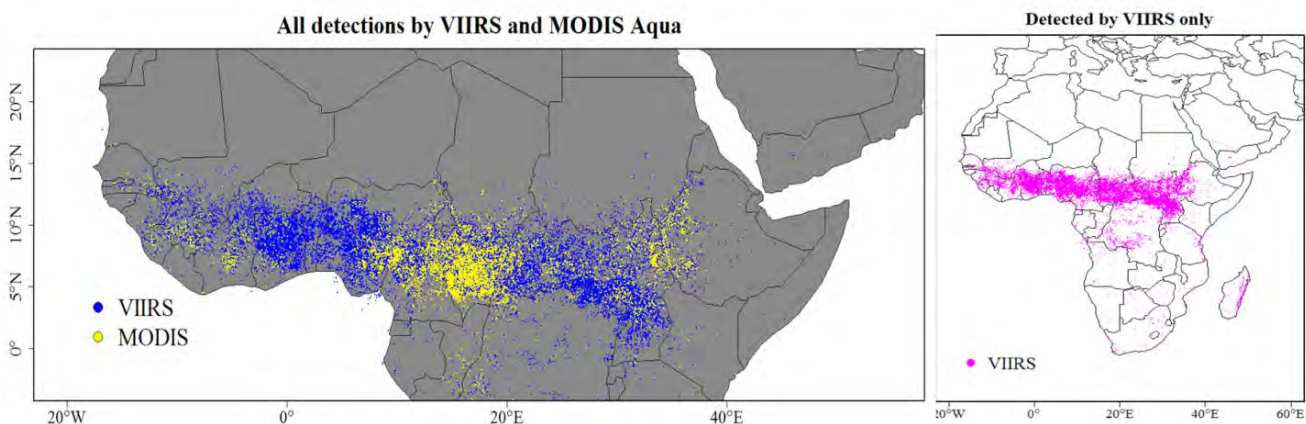 All detections by VIIRS and MODIS Aqua
20°N
15°N
10°N
5°N
0°
VIIRS
MODIS
20°W
0°
20°E
40°E
Detected by VIIRS only
VIIRS
20°W
0°
20°E
40°E
60°E